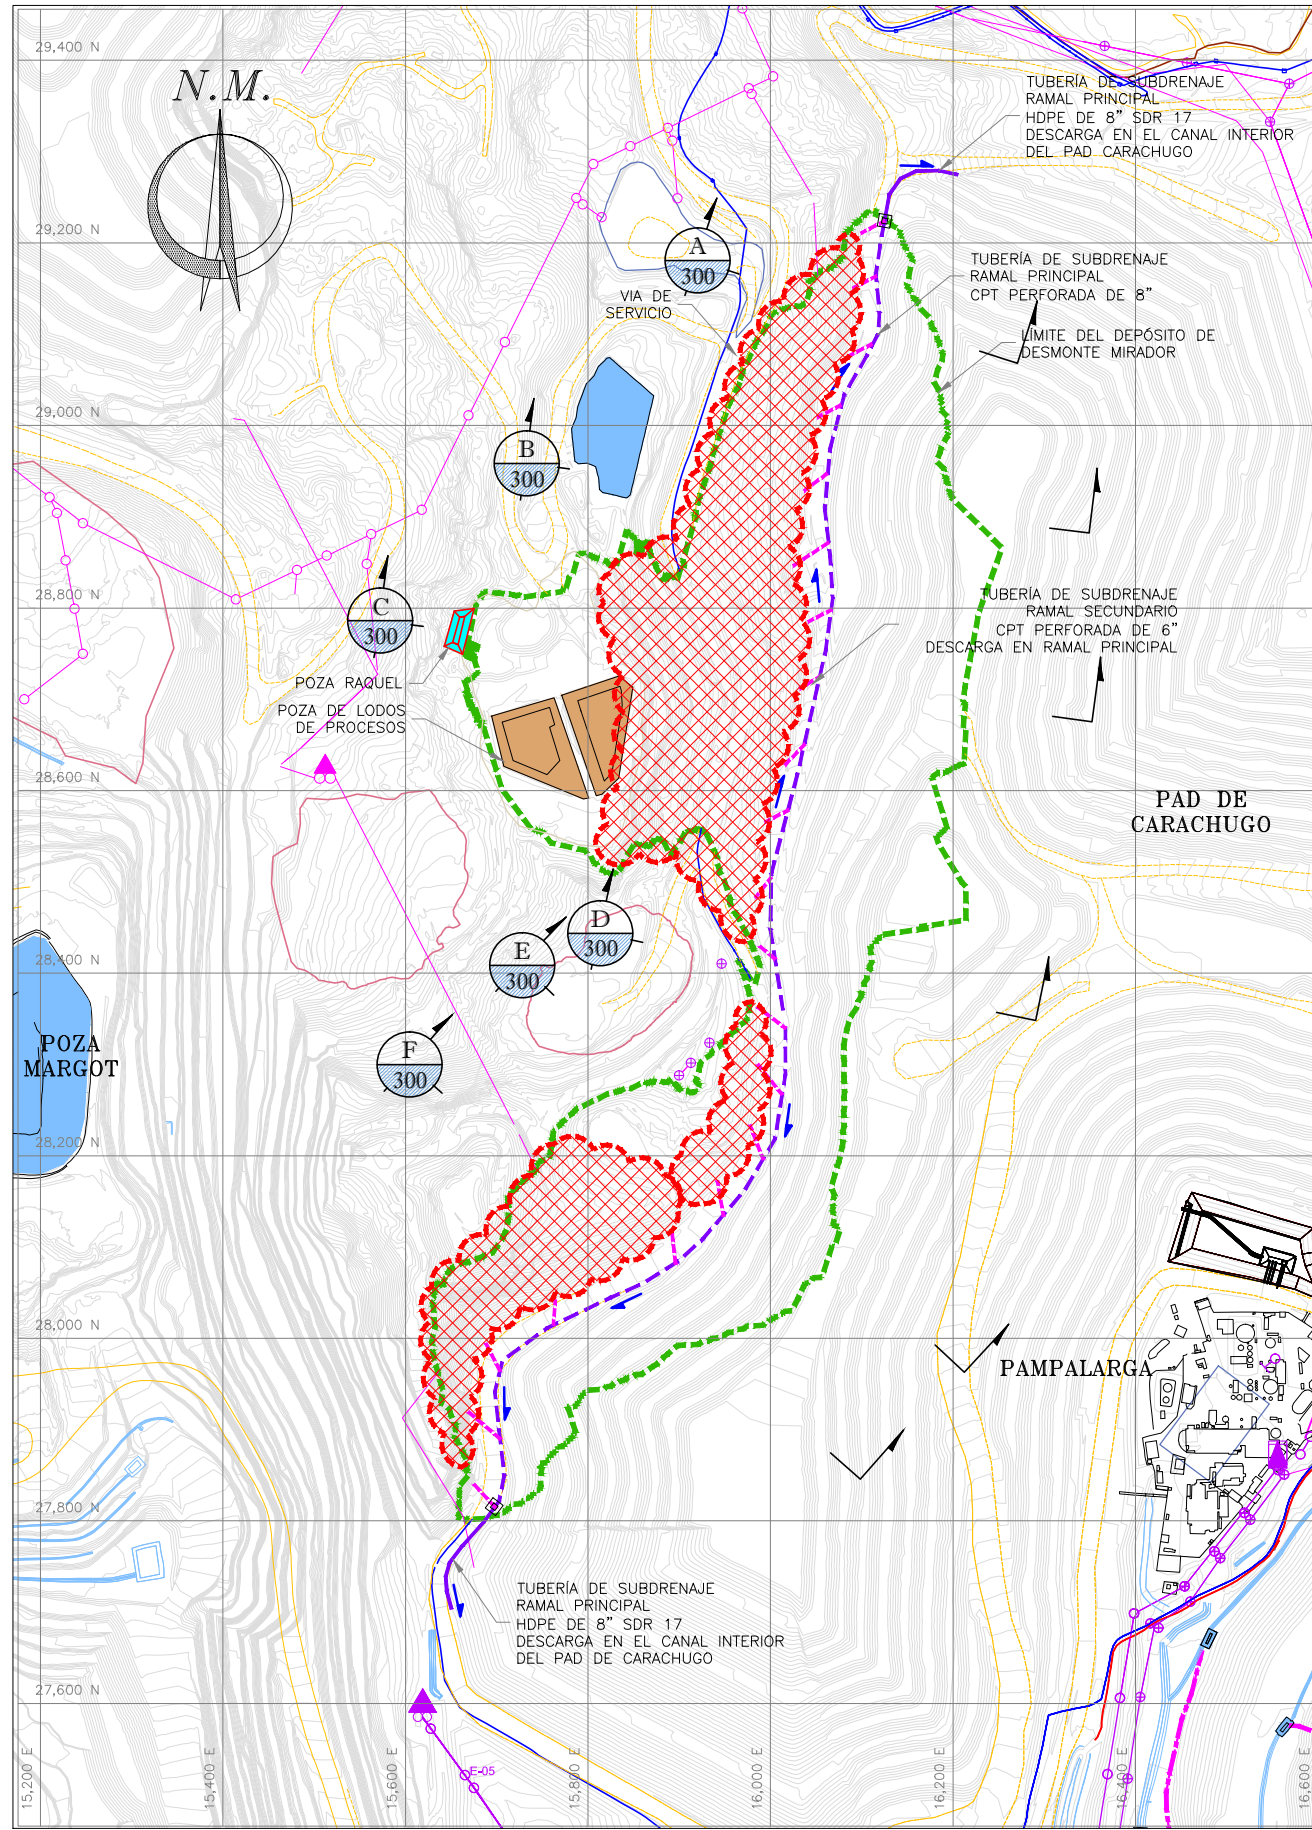 29,400 N
N.M.
TUBERÍA DE SUBDRENAJE
RAMAL PRINCIPAL
HDPE DE 8" SDR 17
DESCARGA EN EL CANAL INTERIOR
DEL PAD CARACHUGO
29,200 N
A
300
TUBERÍA DE SUBDRENAJE
RAMAL PRINCIPAL
CPT PERFORADA DE 8"
VIA DE
SERVICIO
LÍMITE DEL DEPÓSITO DE
DESMONTE MIRADOR
29,000 N
B
300
28,800 N
C
300
TUBERÍA DE SUBDRENAJE
RAMAL SECUNDARIO
CPT PERFORADA DE 6"
DESCARGA EN RAMAL PRINCIPAL
POZA RAQUEL
POZA DE LODOS
DE PROCESOS
28,600 N
PAD DE
CARACHUGO
D
300
E
300
28,400 N
POZA
MARGOT
F
300
28,200 N
28,000 N
PAMPALARGA
27,800 N
TUBERÍA DE SUBDRENAJE
RAMAL PRINCIPAL
HDPE DE 8" SDR 17
DESCARGA EN EL CANAL INTERIOR
DEL PAD DE CARACHUGO
27,600 N
E-05
15,200 E
15,400 E
15,600 E
15,800 E
16,000 E
16,200 E
16,400 E
16,600 E